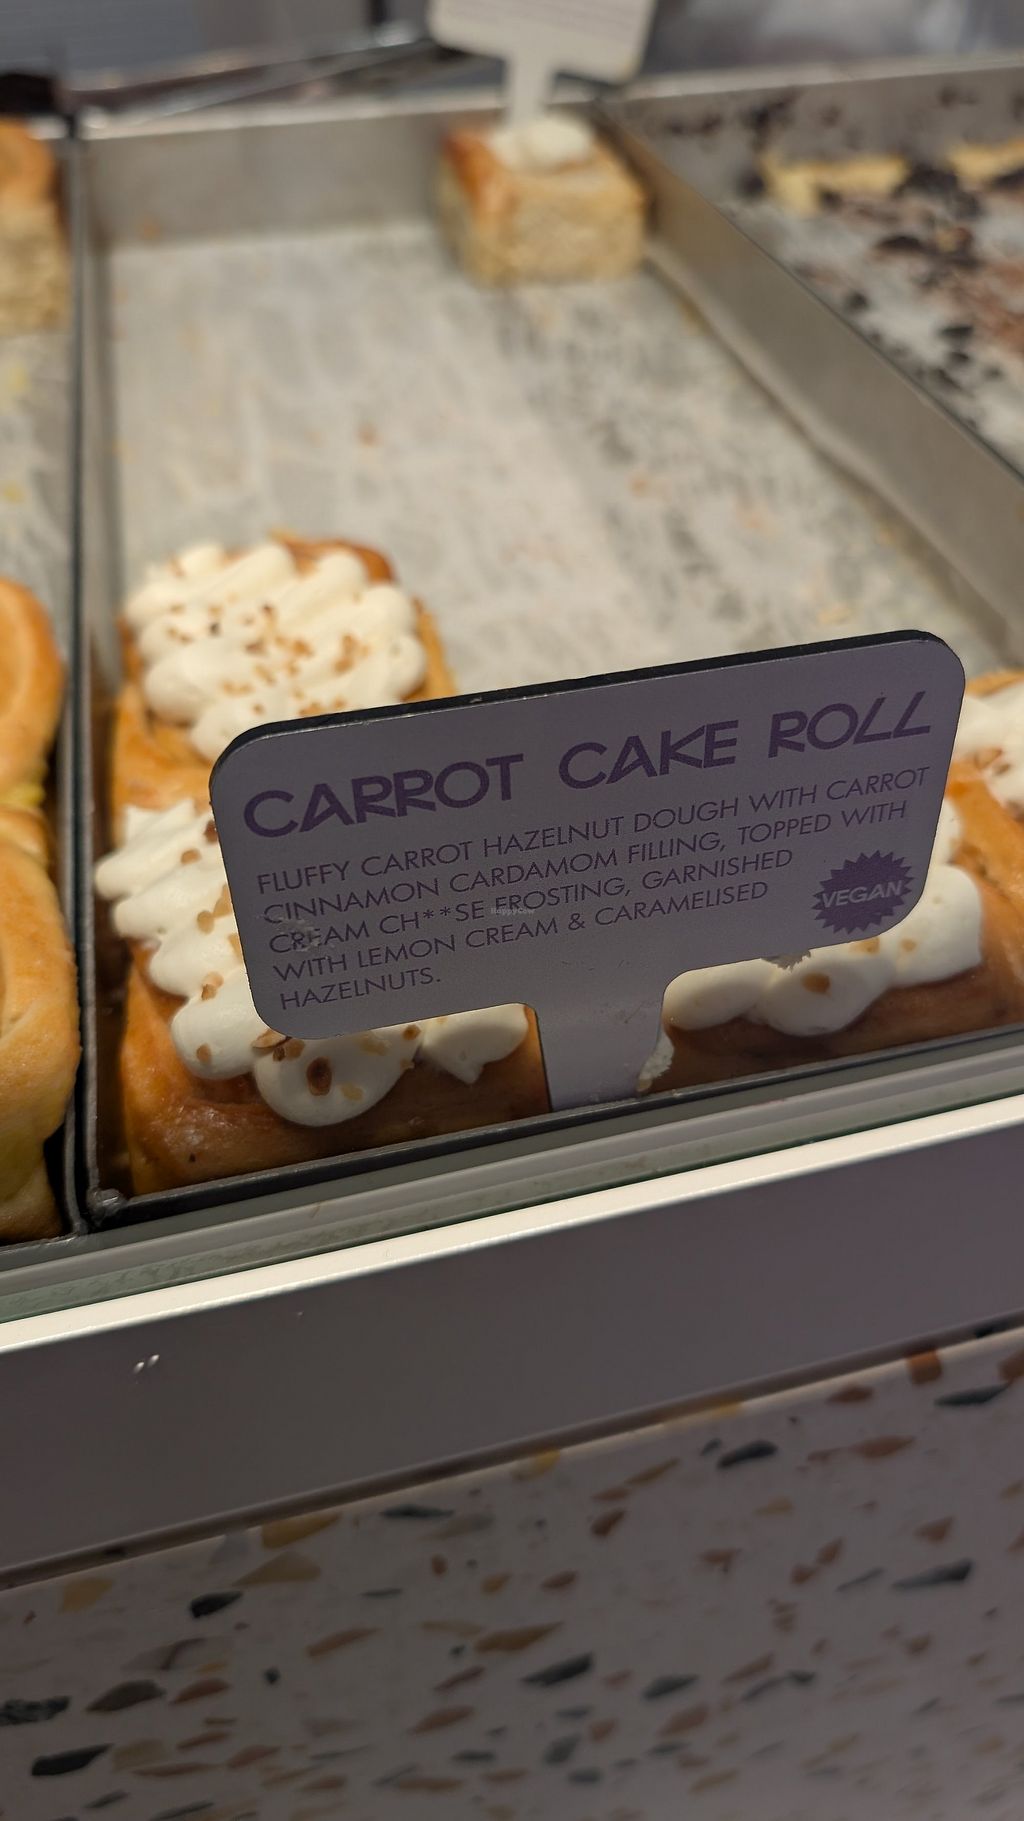 CARROT CAKE ROLL
FLUFFY CARROT HAZELNUT DOUGH WITH CARROT
CINNAMON CARDAMOM FILLING, TOPPED WITH
CREAM CH**SE FROSTING, GARNISHED
WITH LEMON CREAM & CARAMELISED
HAZELNUTS.
VEGAN
HappyCow